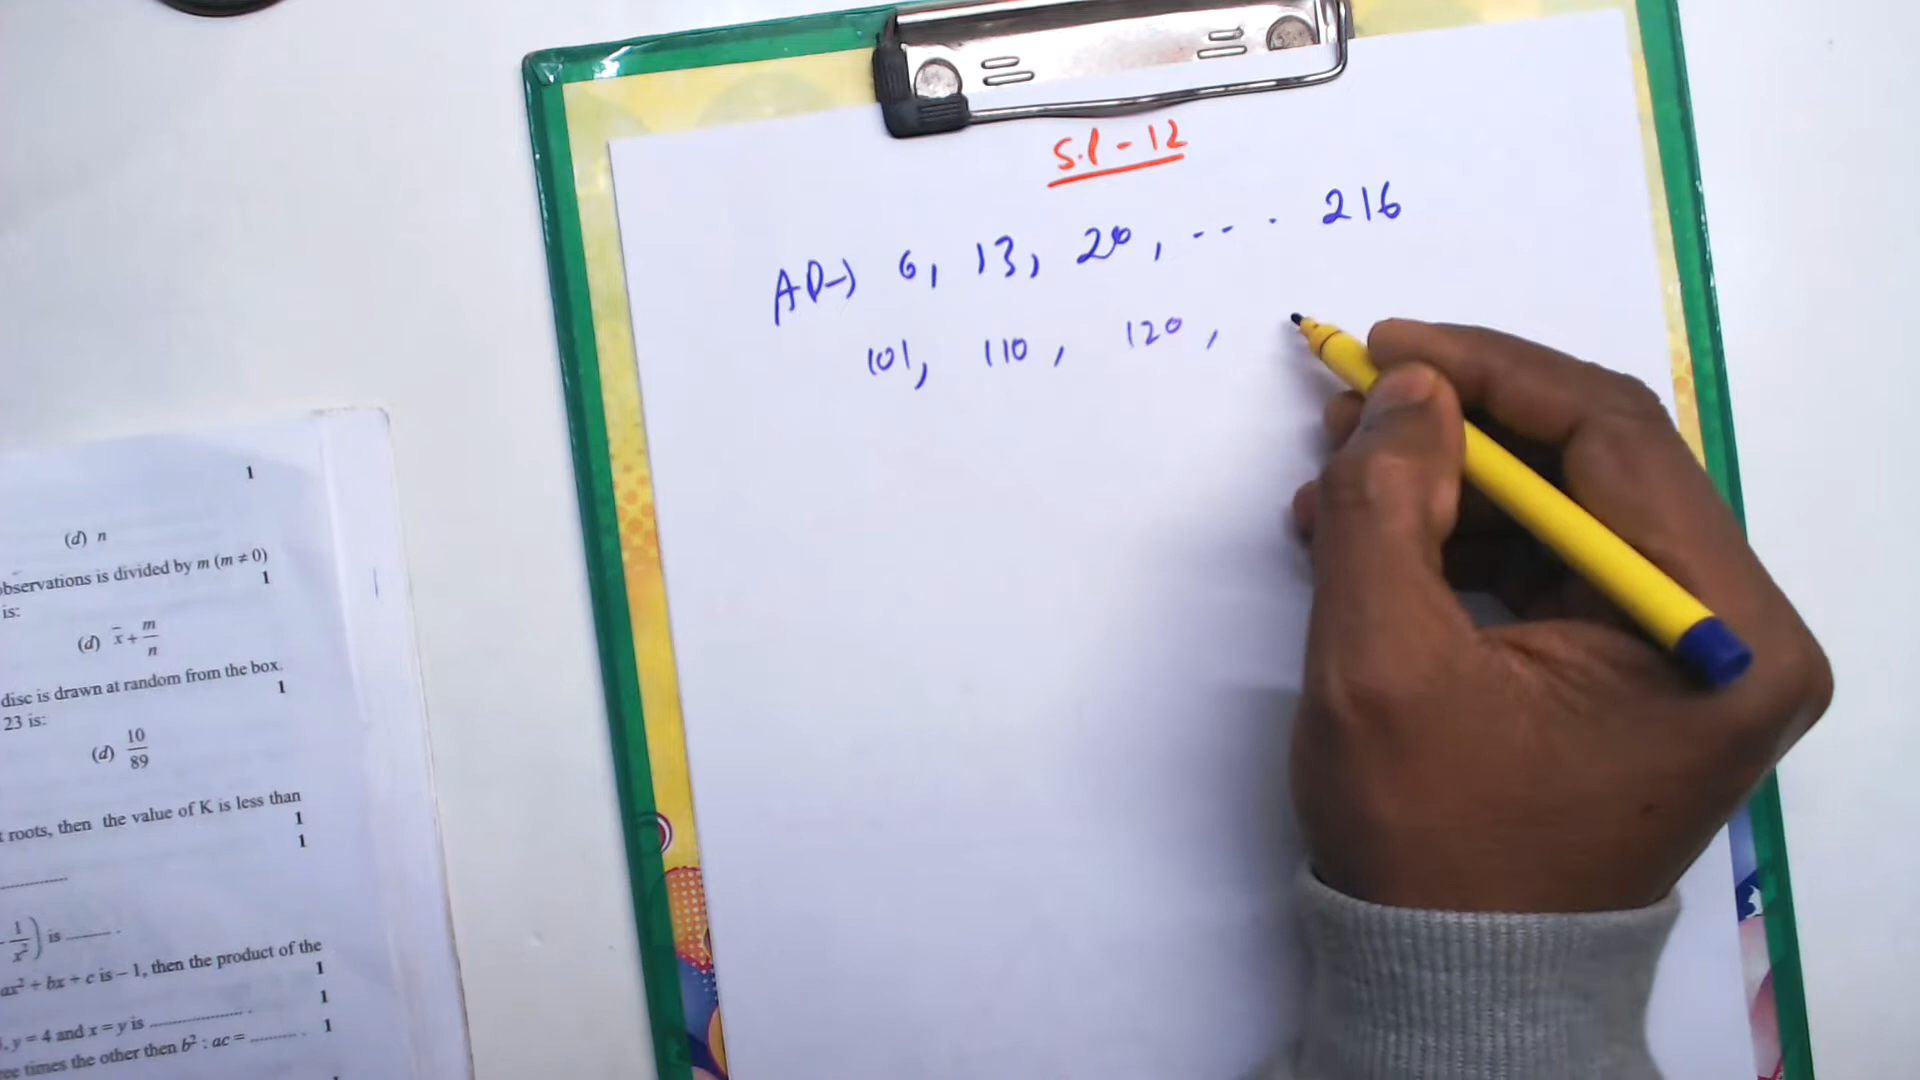 S.P - 12
AP→ 6, 13, 20, ---. 216
101, 110, 120,
1
(d) n
observations is divided by m (m ≠ 0)
1
is:
(d) x̄ + m/n
disc is drawn at random from the box.
1
23 is:
(d) 10/89
roots, then the value of K is less than
1
1
1/x²) is ........ .
ax² + bx + c is – 1, then the product of the
1
1
, y = 4 and x = y is ........................ .
1
times the other then b² : ac = ............ .